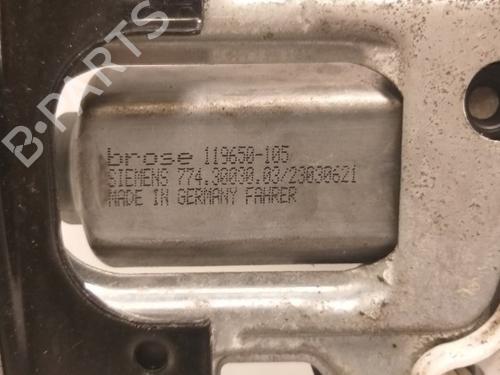 B-PARTS
brose 119650-105
SIEMENS 774.30030.03/23030621
MADE IN GERMANY FAHRER